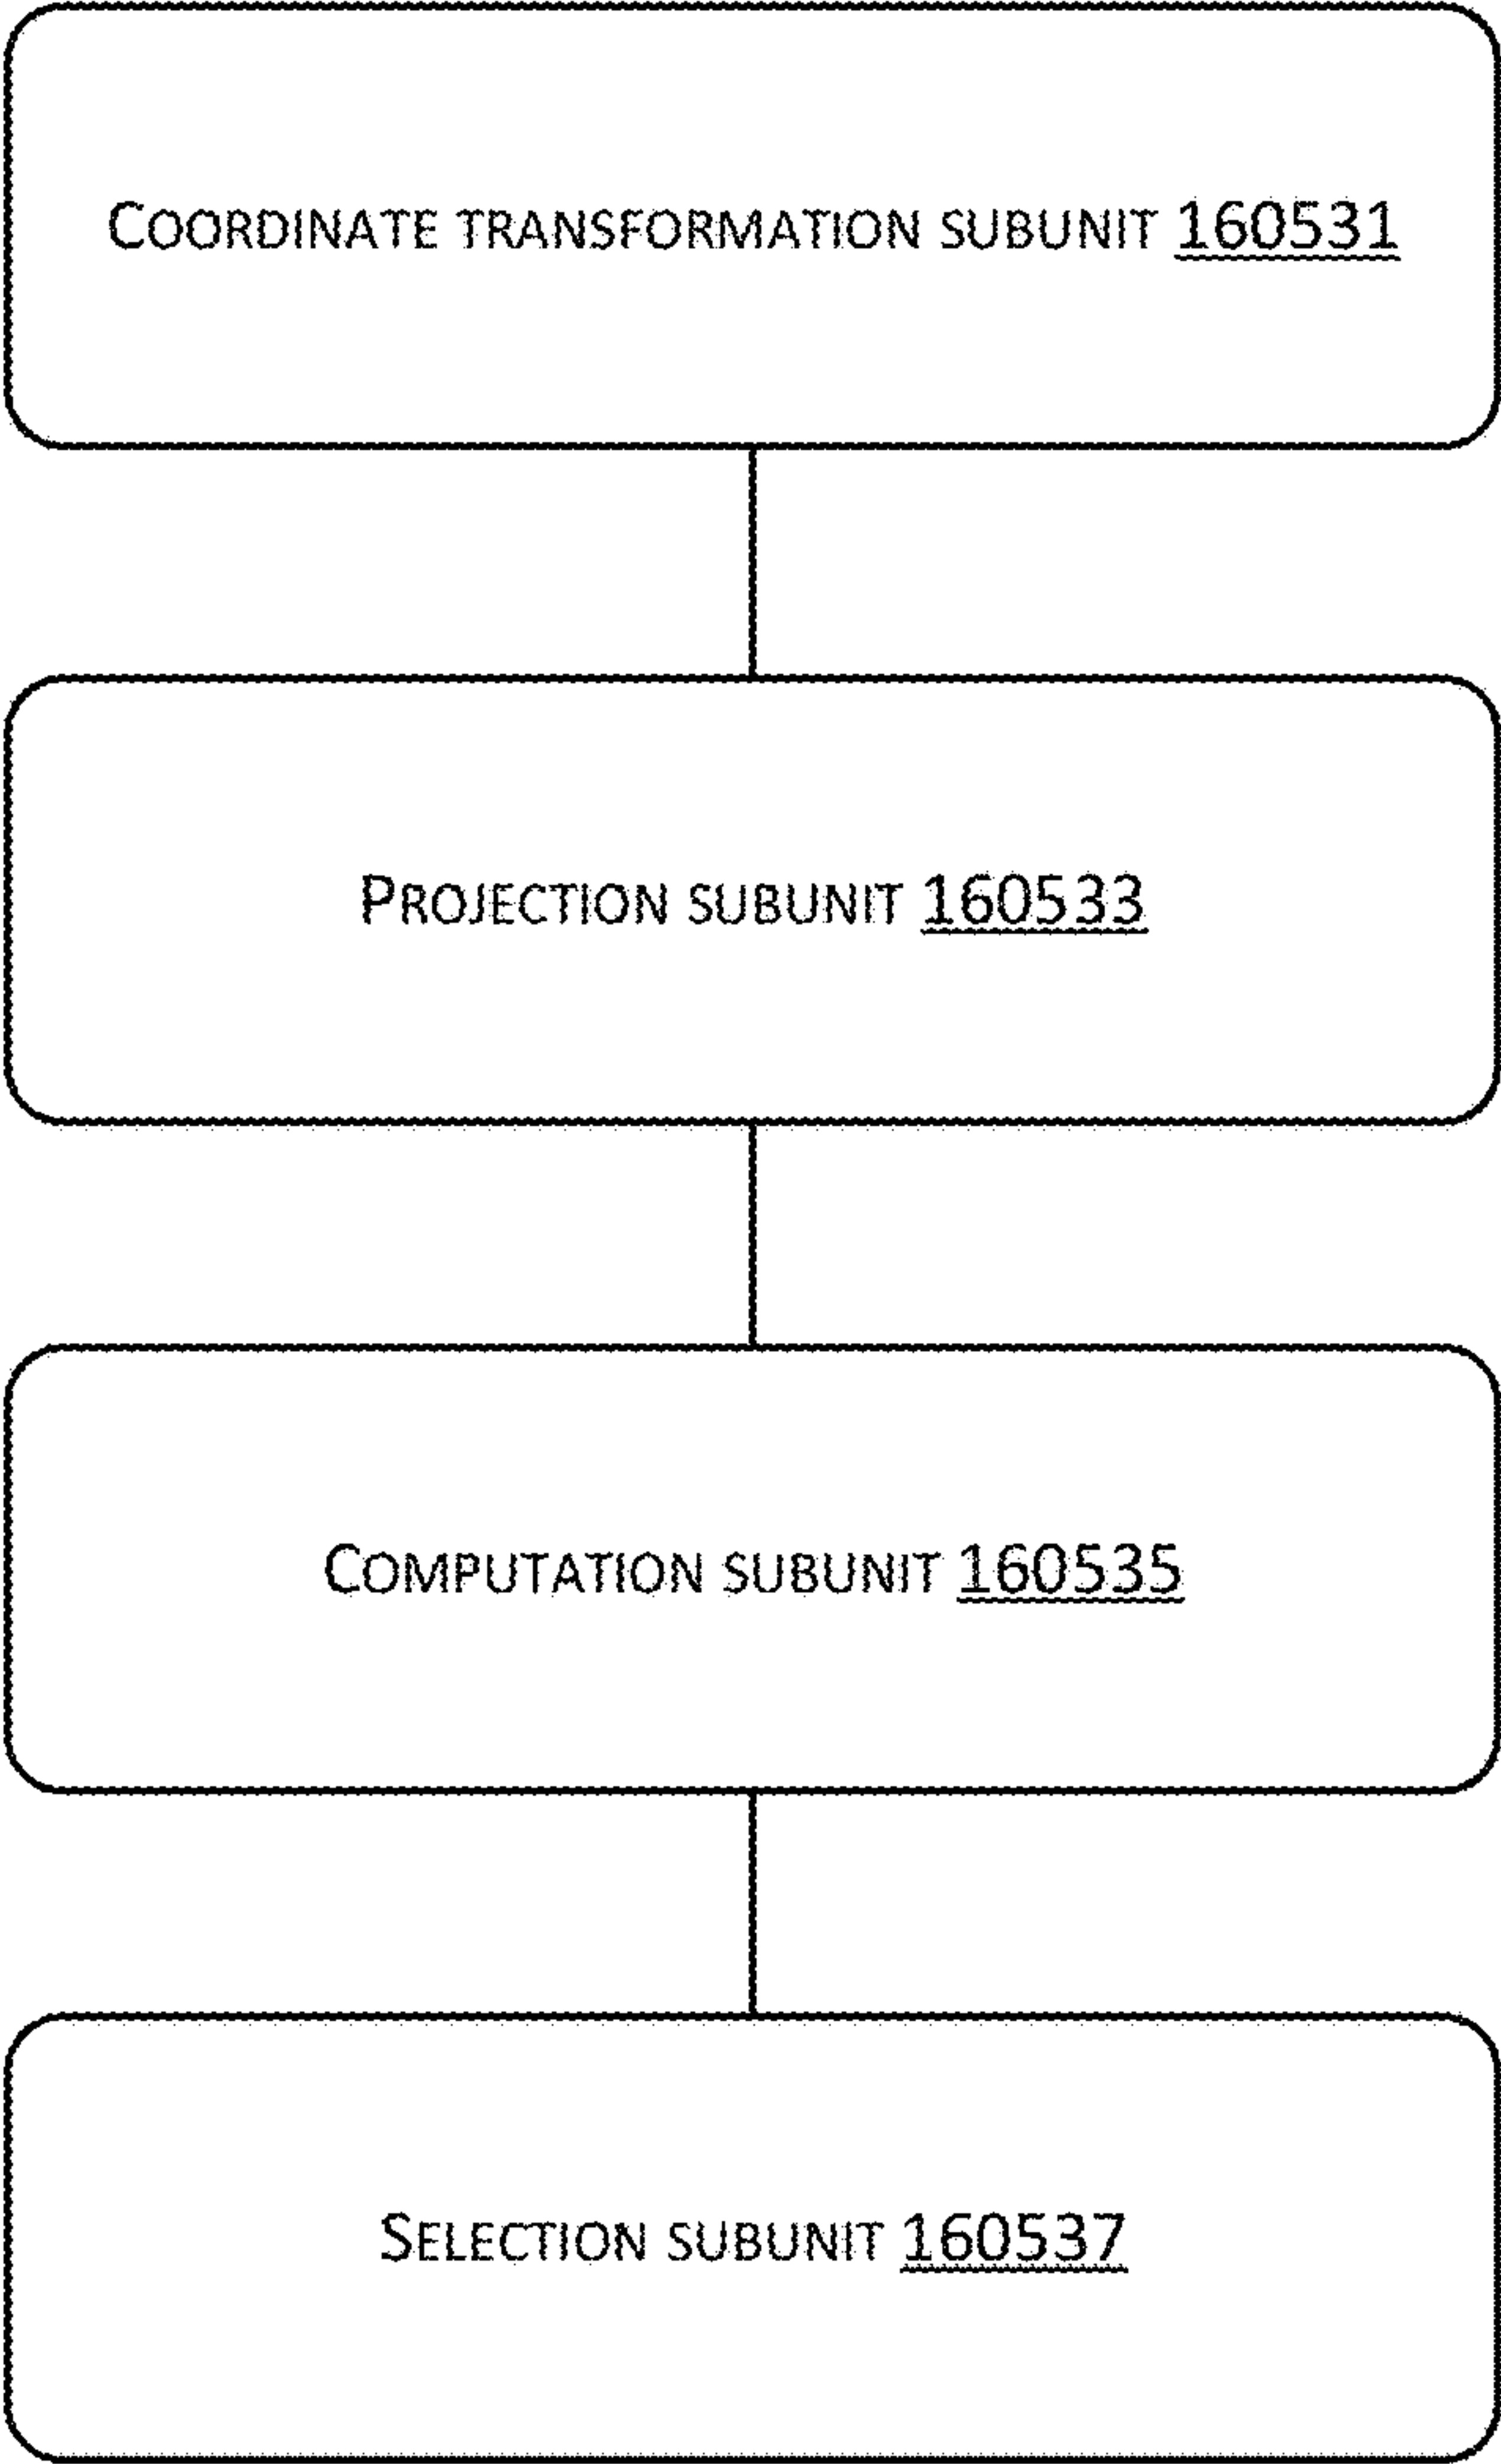 COORDINATE TRANSFORMATION SUBUNIT 160531
PROJECTION SUBUNIT 160533
COMPUTATION SUBUNIT 160535
SELECTION SUBUNIT 160537